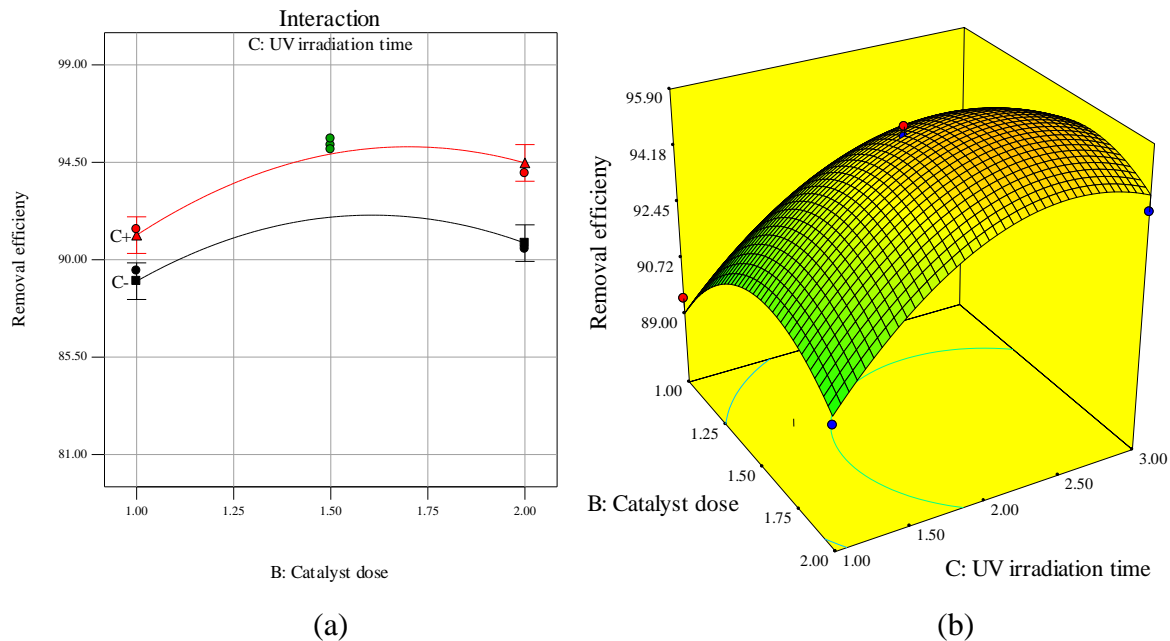 Interaction
C: UV irradiation time
99.00
94.50
90.00
85.50
81.00
Removal efficieny
C+
C-
1.00
1.25
1.50
1.75
2.00
B: Catalyst dose
(a)
95.90
94.18
92.45
90.72
89.00
Removal efficieny
1.00
1.25
1.50
1.75
2.00
B: Catalyst dose
1.00
1.50
2.00
2.50
3.00
C: UV irradiation time
(b)